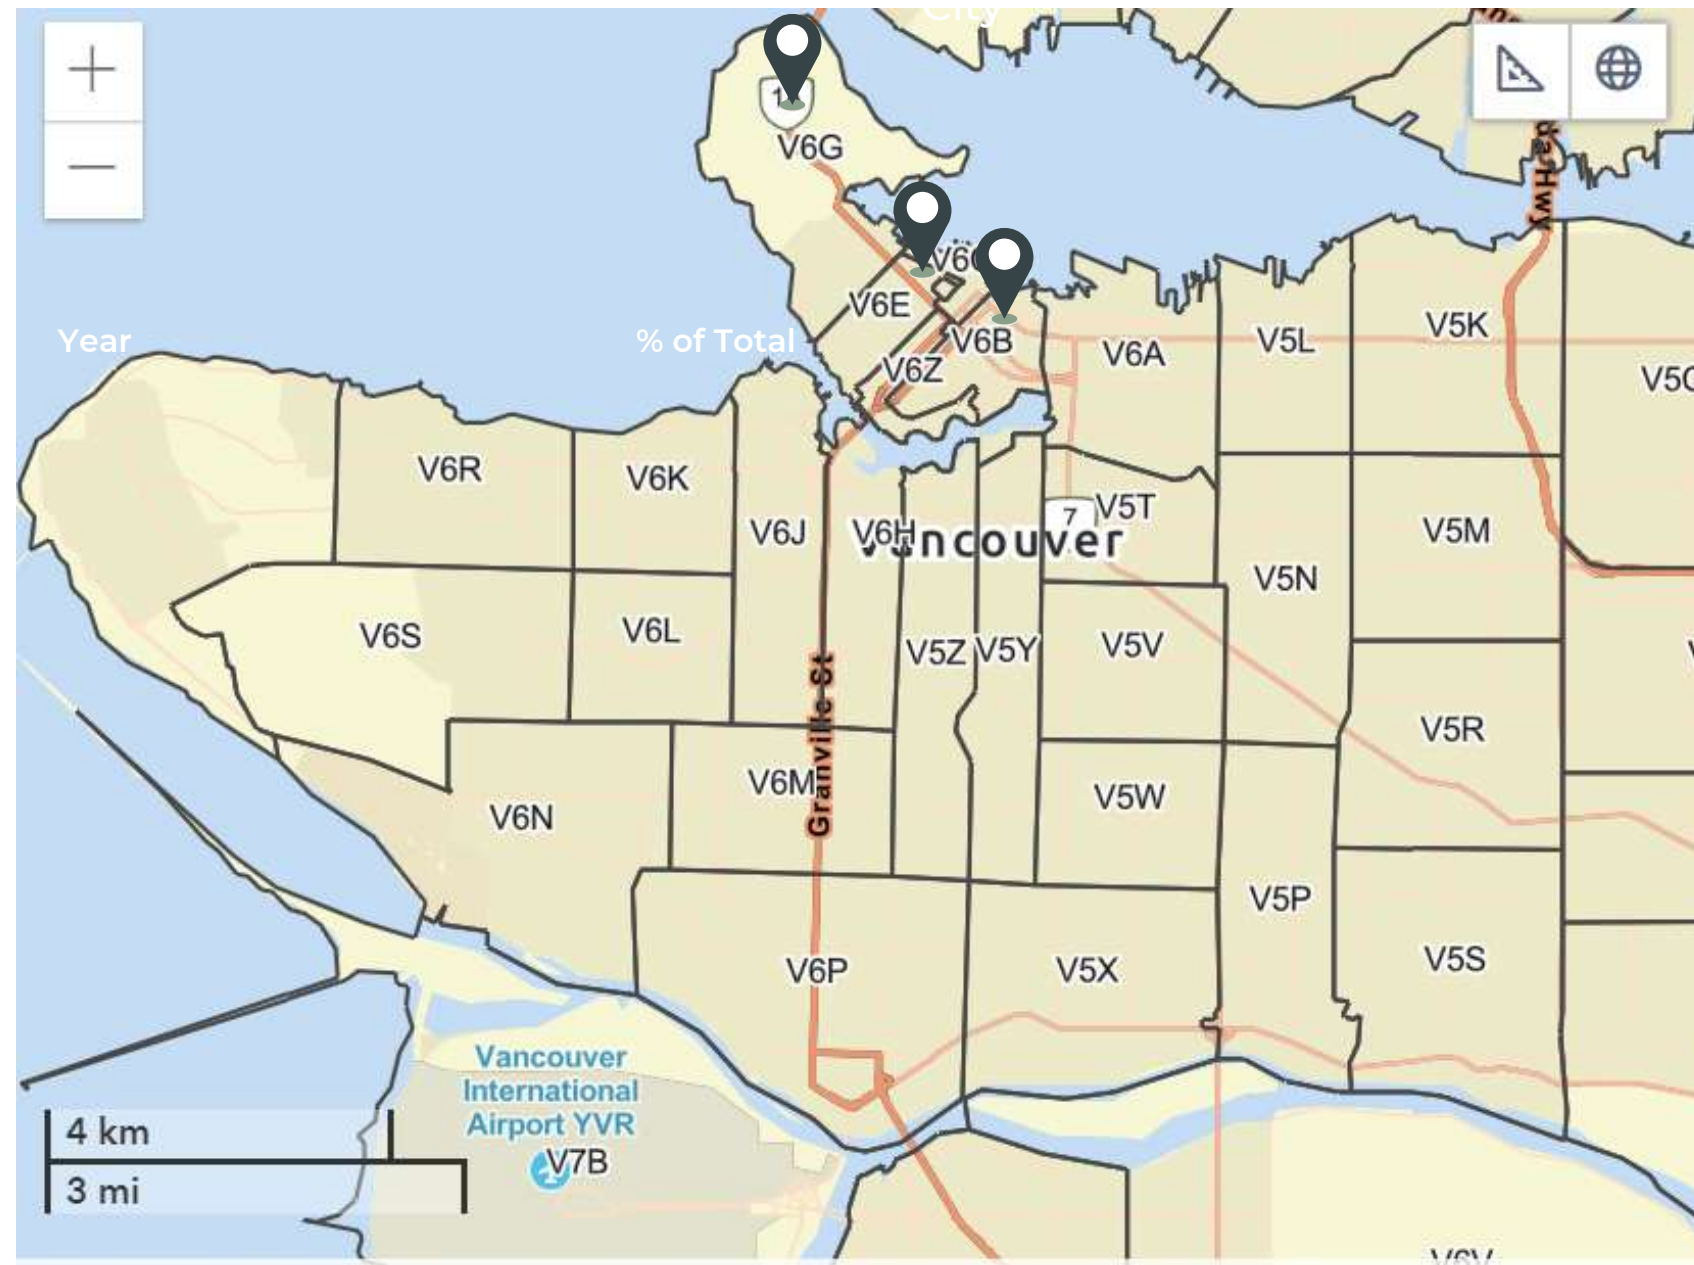 City
V6G
V6E
V6B
V6Z
V6A
V5L
V5K
Year
% of Total
V6R
V6K
V6J
V6H
7
V5T
Vancouver
V5M
V5N
V6S
V6L
V5Z
V5Y
V5V
Granville St
V5R
V6M
V5W
V6N
V5P
V6P
V5X
V5S
Vancouver
International
Airport YVR
V7B
4 km
3 mi